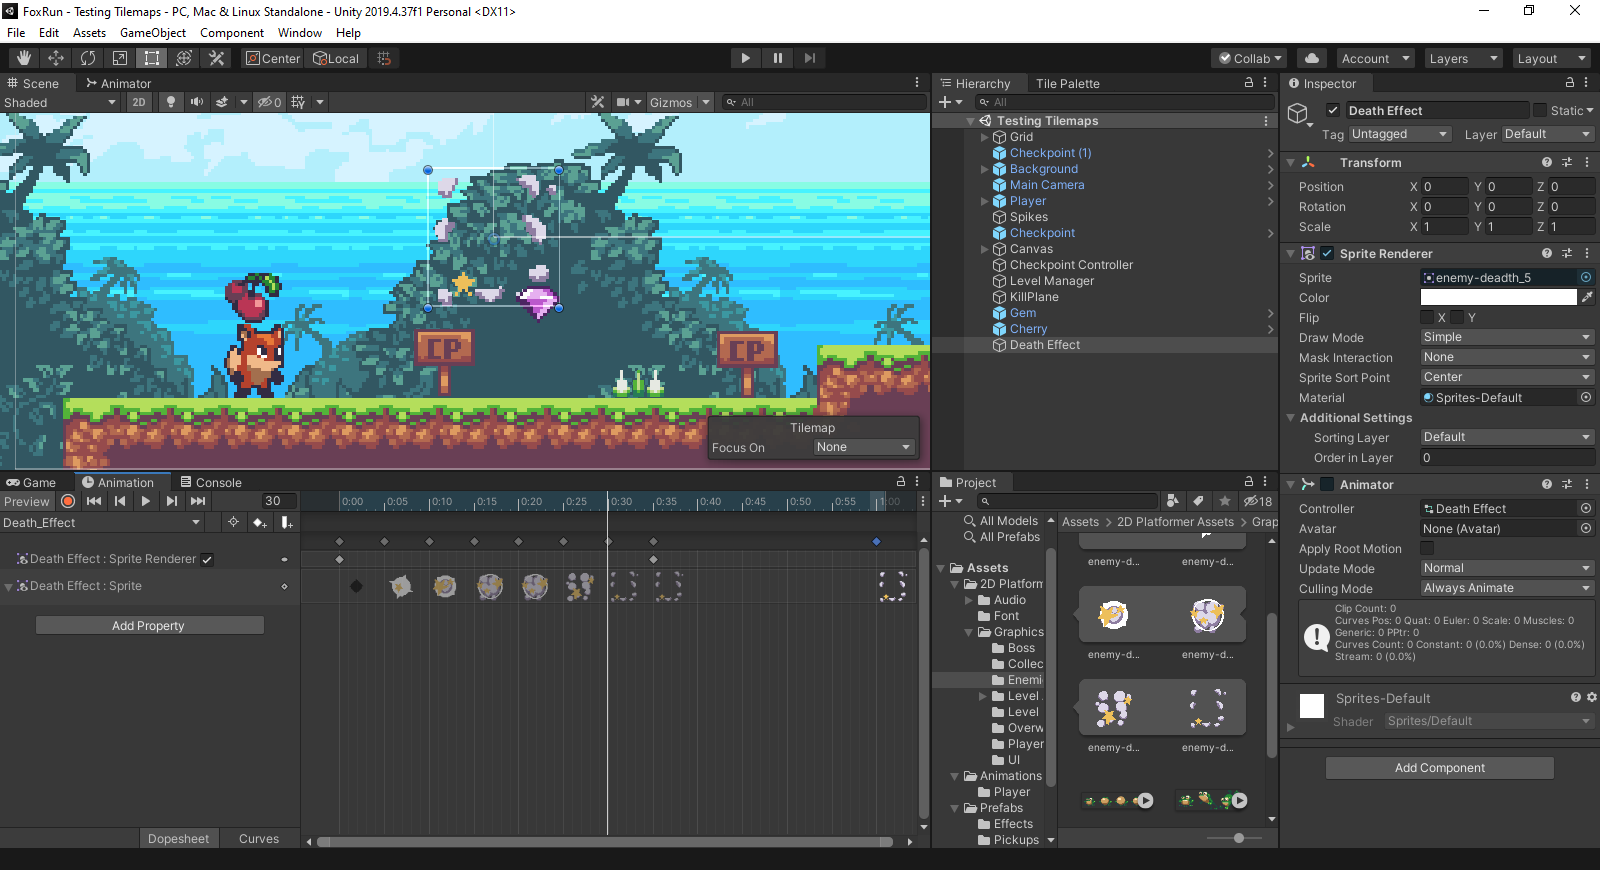 FoxRun - Testing Tilemaps - PC, Mac & Linux Standalone - Unity 2019.4.37f1 Personal <DX11>
File Edit Assets GameObject Component Window Help
Center Local Collab Account Layers Layout
Scene Animator
Shaded 2D 0 Gizmos All
CP
CP
Tilemap
Focus On None
Hierarchy Tile Palette
All
Testing Tilemaps
Grid
Checkpoint (1)
Background
Main Camera
Player
Spikes
Checkpoint
Canvas
Checkpoint Controller
Level Manager
KillPlane
Gem
Cherry
Death Effect
Inspector
Death Effect Static
Tag Untagged Layer Default
Transform
Position X 0 Y 0 Z 0
Rotation X 0 Y 0 Z 0
Scale X 1 Y 1 Z 1
Sprite Renderer
Sprite enemy-deadth_5
Color
Flip X Y
Draw Mode Simple
Mask Interaction None
Sprite Sort Point Center
Material Sprites-Default
Additional Settings
Sorting Layer Default
Order in Layer 0
Animator
Controller Death Effect
Avatar None (Avatar)
Apply Root Motion
Update Mode Normal
Culling Mode Always Animate
Clip Count: 0
Curves Pos: 0 Quat: 0 Euler: 0 Scale: 0 Muscles: 0
Generic: 0 PPtr: 0
Curves Count: 0 Constant: 0 (0.0%) Dense: 0 (0.0%)
Stream: 0 (0.0%)
Sprites-Default
Shader Sprites/Default
Add Component
Game Animation Console
Preview 30 0:00 0:05 0:10 0:15 0:20 0:25 0:30 0:35 0:40 0:45 0:50 0:55 1:00
Death_Effect
Death Effect : Sprite Renderer
Death Effect : Sprite
Add Property
Dopesheet Curves
Project
18
All Models
All Prefabs
Assets
2D Platform
Audio
Font
Graphics
Boss
Collec
Enemi
Level
Level
Overw
Player
UI
Animations
Player
Prefabs
Effects
Pickups
Assets > 2D Platformer Assets > Grap
enemy-d... enemy-d...
enemy-d... enemy-d...
enemy-d... enemy-d...